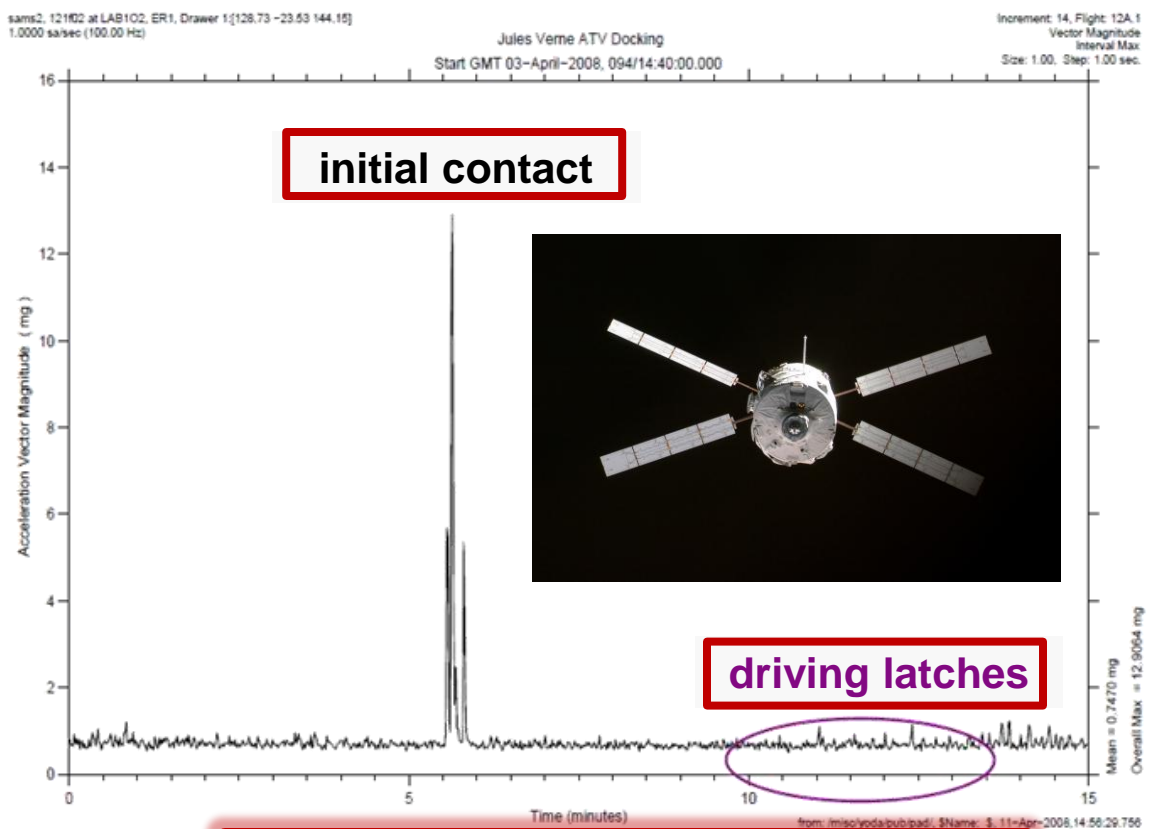 sams2, 121f02 at LAB1O2, ER1, Drawer 1:[128.73 −23.53 144.15]
1.0000 sa/sec (100.00 Hz)
Increment: 14, Flight: 12A.1
Vector Magnitude
Interval Max
Size: 1.00, Step: 1.00 sec.
Jules Verne ATV Docking
Start GMT 03−April−2008, 094/14:40:00.000
16
14
12
10
8
6
4
2
0
Acceleration Vector Magnitude ( mg )
initial contact
driving latches
Mean = 0.7470 mg
Overall Max = 12.9064 mg
0
5
10
15
Time (minutes)
from: /misc/yoda/pub/pad/, $Name: $, 11−Apr−2008,14:56:29.756